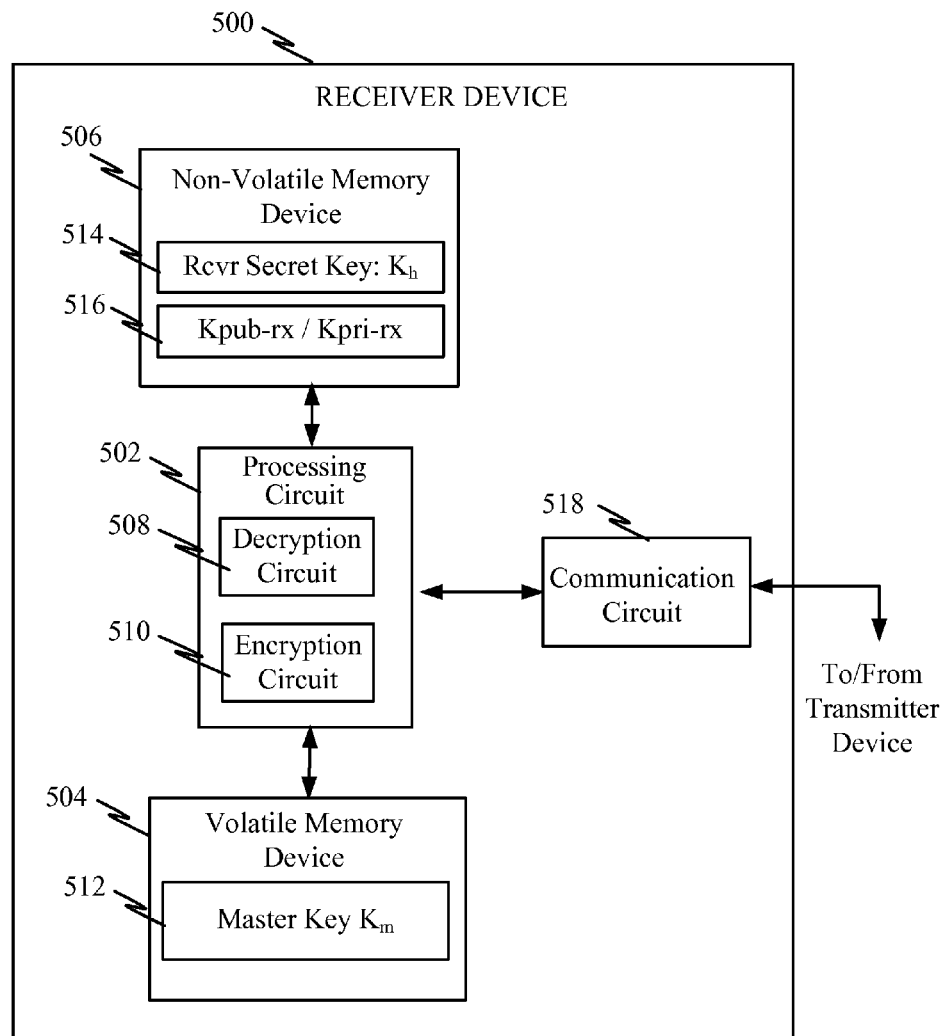 500
RECEIVER DEVICE
506
Non-Volatile Memory
Device
514
Rcvr Secret Key: Kₕ
516
Kpub-rx / Kpri-rx
502
Processing
Circuit
508
Decryption
Circuit
510
Encryption
Circuit
518
Communication
Circuit
To/From
Transmitter
Device
504
Volatile Memory
Device
512
Master Key Kₘ